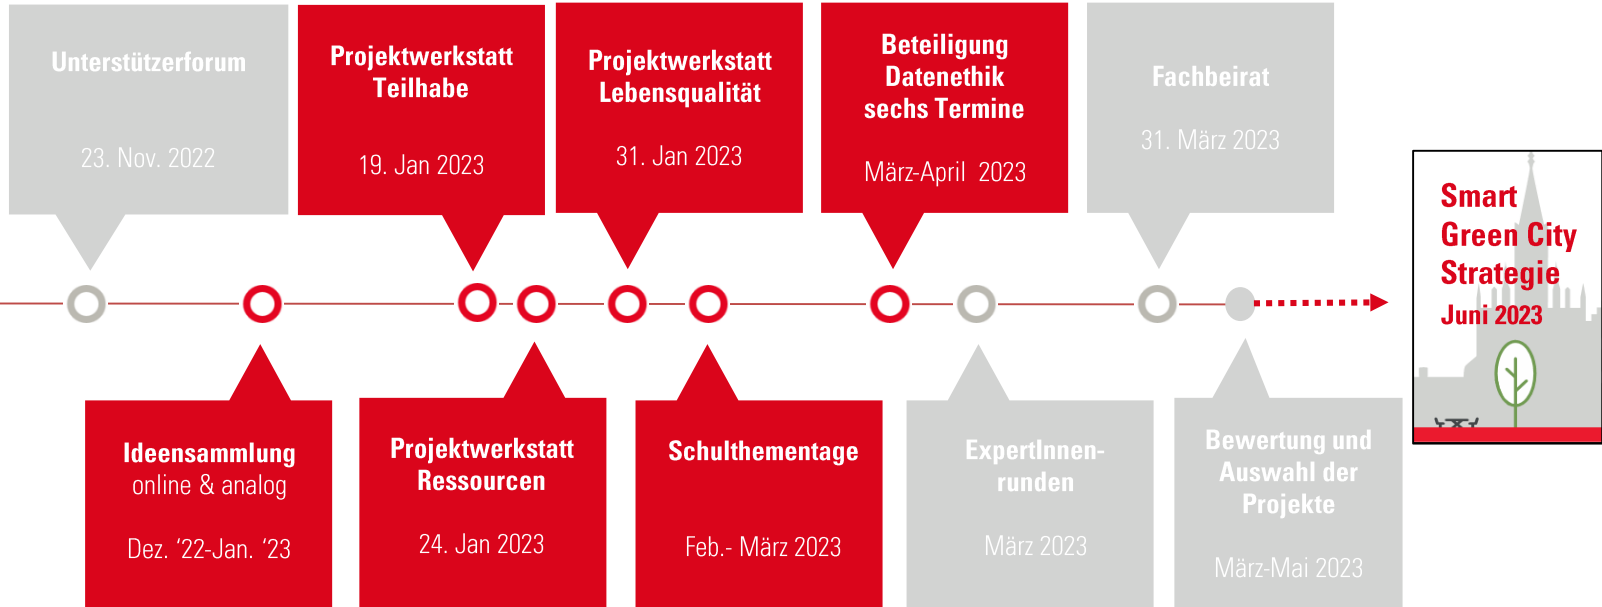 Unterstützerforum
23. Nov. 2022
Projektwerkstatt
Teilhabe
19. Jan 2023
Projektwerkstatt
Lebensqualität
31. Jan 2023
Beteiligung
Datenethik
sechs Termine
März-April 2023
Fachbeirat
31. März 2023
Smart
Green City
Strategie
Juni 2023
Ideensammlung
online & analog
Dez. ‘22-Jan. ‘23
Projektwerkstatt
Ressourcen
24. Jan 2023
Schulthementage
Feb.- März 2023
ExpertInnen-
runden
März 2023
Bewertung und
Auswahl der
Projekte
März-Mai 2023